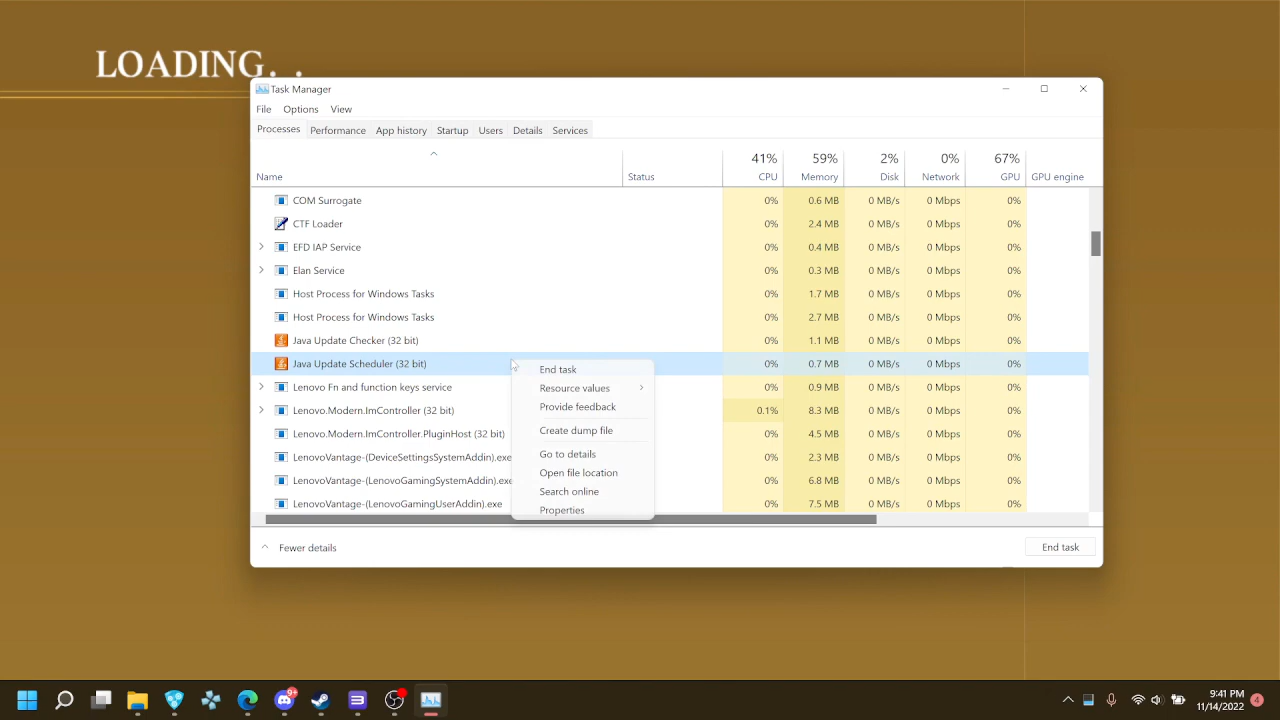 LOADING. .
Task Manager
File Options View
Processes Performance App history Startup Users Details Services
41% 59% 2% 0% 67%
Name Status CPU Memory Disk Network GPU GPU engine
COM Surrogate 0% 0.6 MB 0 MB/s 0 Mbps 0%
CTF Loader 0% 2.4 MB 0 MB/s 0 Mbps 0%
EFD IAP Service 0% 0.4 MB 0 MB/s 0 Mbps 0%
Elan Service 0% 0.3 MB 0 MB/s 0 Mbps 0%
Host Process for Windows Tasks 0% 1.7 MB 0 MB/s 0 Mbps 0%
Host Process for Windows Tasks 0% 2.7 MB 0 MB/s 0 Mbps 0%
Java Update Checker (32 bit) 0% 1.1 MB 0 MB/s 0 Mbps 0%
Java Update Scheduler (32 bit) 0% 0.7 MB 0 MB/s 0 Mbps 0%
Lenovo Fn and function keys service 0% 0.9 MB 0 MB/s 0 Mbps 0%
Lenovo.Modern.ImController (32 bit) 0.1% 8.3 MB 0 MB/s 0 Mbps 0%
Lenovo.Modern.ImController.PluginHost (32 bit) 0% 4.5 MB 0 MB/s 0 Mbps 0%
LenovoVantage-(DeviceSettingsSystemAddin).exe 0% 2.3 MB 0 MB/s 0 Mbps 0%
LenovoVantage-(LenovoGamingSystemAddin).exe 0% 6.8 MB 0 MB/s 0 Mbps 0%
LenovoVantage-(LenovoGamingUserAddin).exe 0% 7.5 MB 0 MB/s 0 Mbps 0%
End task
Resource values
Provide feedback
Create dump file
Go to details
Open file location
Search online
Properties
Fewer details End task
9+
9:41 PM
11/14/2022
4